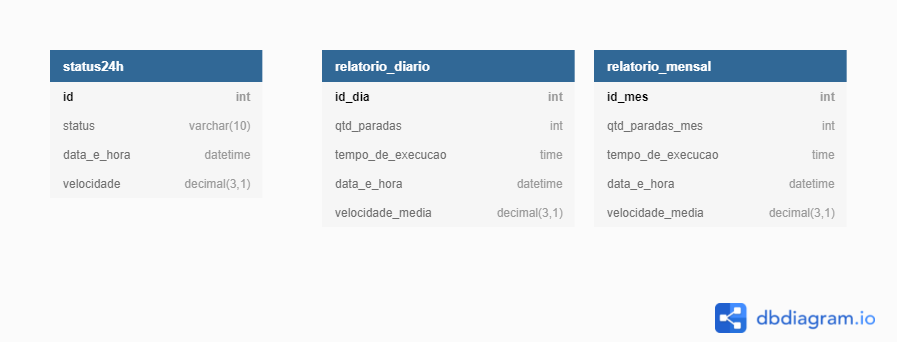 status24h
id int
status varchar(10)
data_e_hora datetime
velocidade decimal(3,1)
relatorio_diario
id_dia int
qtd_paradas int
tempo_de_execucao time
data_e_hora datetime
velocidade_media decimal(3,1)
relatorio_mensal
id_mes int
qtd_paradas_mes int
tempo_de_execucao time
data_e_hora datetime
velocidade_media decimal(3,1)
dbdiagram.io